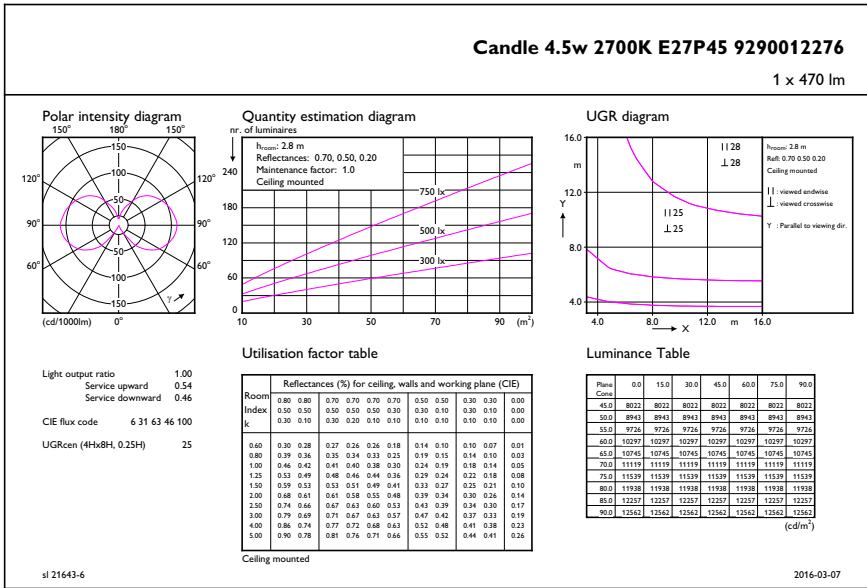 Candle 4.5w 2700K E27P45 9290012276
1 x 470 lm
Polar intensity diagram
150° 180° 150°
120° 120°
90° 90°
60° 60°
150
100
50
50
100
150
γ
(cd/1000lm) 0°
Quantity estimation diagram
nr. of luminaires
hroom: 2.8 m
Reflectances: 0.70, 0.50, 0.20
Maintenance factor: 1.0
Ceiling mounted
240
180
120
60
0
750 lx
500 lx
300 lx
10 30 50 70 90 (m²)
UGR diagram
16.0
m
12.0
Y
8.0
4.0
4.0 8.0 12.0 m 16.0
X
II 28
⊥ 28
II 25
⊥ 25
hroom: 2.8 m
Refl: 0.70 0.50 0.20
Ceiling mounted
II : viewed endwise
⊥ : viewed crosswise
Y : Parallel to viewing dir.
Light output ratio 1.00
Service upward 0.54
Service downward 0.46
CIE flux code 6 31 63 46 100
UGRcen (4Hx8H, 0.25H) 25
Utilisation factor table
Room Index k
Reflectances (%) for ceiling, walls and working plane (CIE)
0.80 0.80 0.70 0.70 0.70 0.70 0.50 0.50 0.30 0.30 0.00
0.50 0.50 0.50 0.50 0.50 0.30 0.30 0.10 0.30 0.10 0.00
0.30 0.10 0.30 0.20 0.10 0.10 0.10 0.10 0.10 0.10 0.00
0.60 0.30 0.28 0.27 0.26 0.26 0.18 0.14 0.10 0.10 0.07 0.01
0.80 0.39 0.36 0.35 0.34 0.33 0.25 0.19 0.15 0.14 0.10 0.03
1.00 0.46 0.42 0.41 0.40 0.38 0.30 0.24 0.19 0.18 0.14 0.05
1.25 0.53 0.49 0.48 0.46 0.44 0.36 0.29 0.24 0.22 0.18 0.08
1.50 0.59 0.53 0.53 0.51 0.49 0.41 0.33 0.27 0.25 0.21 0.10
2.00 0.68 0.61 0.61 0.58 0.55 0.48 0.39 0.34 0.30 0.26 0.14
2.50 0.74 0.66 0.67 0.63 0.60 0.53 0.43 0.39 0.34 0.30 0.17
3.00 0.79 0.69 0.71 0.67 0.63 0.57 0.47 0.42 0.37 0.33 0.19
4.00 0.86 0.74 0.77 0.72 0.68 0.63 0.52 0.48 0.41 0.38 0.23
5.00 0.90 0.78 0.81 0.76 0.71 0.66 0.55 0.52 0.44 0.41 0.26
Ceiling mounted
Luminance Table
Plane 0.0 15.0 30.0 45.0 60.0 75.0 90.0
Cone
45.0 8022 8022 8022 8022 8022 8022 8022
50.0 8943 8943 8943 8943 8943 8943 8943
55.0 9726 9726 9726 9726 9726 9726 9726
60.0 10297 10297 10297 10297 10297 10297 10297
65.0 10745 10745 10745 10745 10745 10745 10745
70.0 11119 11119 11119 11119 11119 11119 11119
75.0 11539 11539 11539 11539 11539 11539 11539
80.0 11938 11938 11938 11938 11938 11938 11938
85.0 12257 12257 12257 12257 12257 12257 12257
90.0 12562 12562 12562 12562 12562 12562 12562
(cd/m²)
sl 21643-6
2016-03-07